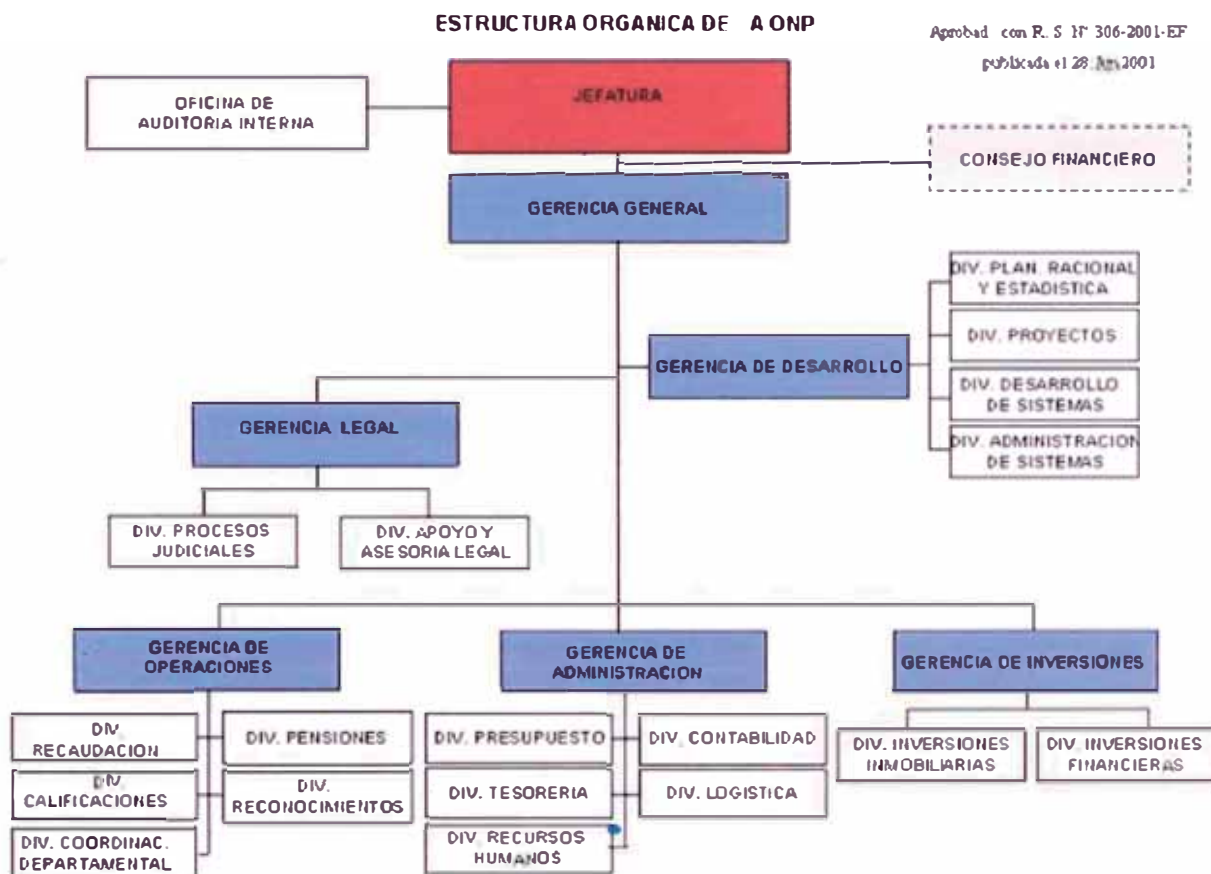 ESTRUCTURA ORGANICA DE A ONP
Aprobad con R. S. N° 306-2001-EF
publicada el 28 2001
OFICINA DE
AUDITORIA INTERNA
JEFATURA
CONSEJO FINANCIERO
GERENCIA GENERAL
DIV. PLAN. RACIONAL
Y ESTADISTICA
DIV. PROYECTOS
GERENCIA DE DESARROLLO
DIV. DESARROLLO
DE SISTEMAS
DIV. ADMINISTRACION
DE SISTEMAS
GERENCIA LEGAL
DIV. PROCESOS
JUDICIALES
DIV. APOYO Y
ASESORIA LEGAL
GERENCIA DE
OPERACIONES
GERENCIA DE
ADMINISTRACION
GERENCIA DE INVERSIONES
DIV.
RECAUDACION
DIV. PENSIONES
DIV.
CALIFICACIONES
DIV.
RECONOCIMIENTOS
DIV. COORDINAC.
DEPARTAMENTAL
DIV. PRESUPUESTO
DIV. CONTABILIDAD
DIV. TESORERIA
DIV. LOGISTICA
DIV. RECURSOS
HUMANOS
DIV. INVERSIONES
INMOBILIARIAS
DIV. INVERSIONES
FINANCIERAS